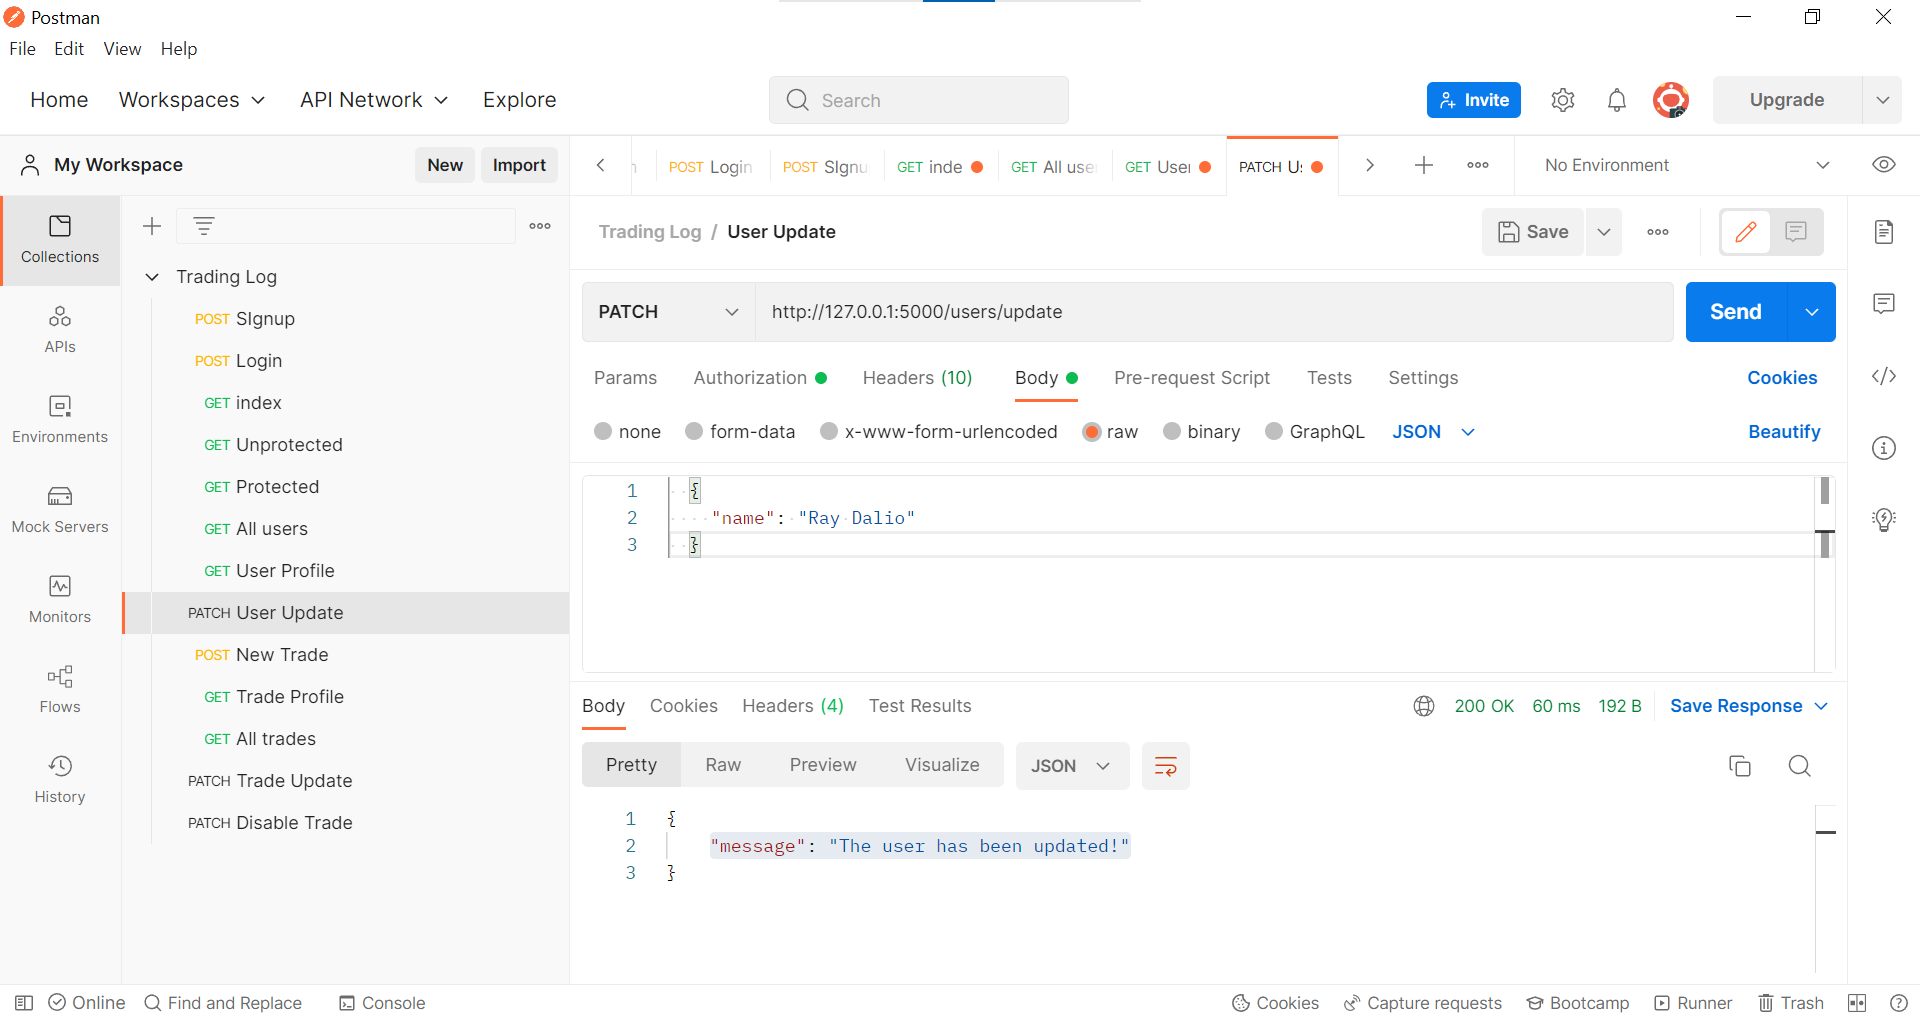 Postman
File Edit View Help
Home Workspaces API Network Explore Search Invite Upgrade
My Workspace New Import
POST Login POST SIgnu GET inde GET All use GET User PATCH Us No Environment
Trading Log / User Update Save
Collections
APIs
Environments
Mock Servers
Monitors
Flows
History
Trading Log
POST SIgnup
POST Login
GET index
GET Unprotected
GET Protected
GET All users
GET User Profile
PATCH User Update
POST New Trade
GET Trade Profile
GET All trades
PATCH Trade Update
PATCH Disable Trade
PATCH http://127.0.0.1:5000/users/update Send
Params Authorization Headers (10) Body Pre-request Script Tests Settings Cookies
none form-data x-www-form-urlencoded raw binary GraphQL JSON Beautify
1 {
2 "name": "Ray Dalio"
3 }
Body Cookies Headers (4) Test Results 200 OK 60 ms 192 B Save Response
Pretty Raw Preview Visualize JSON
1 {
2 "message": "The user has been updated!"
3 }
Online Find and Replace Console Cookies Capture requests Bootcamp Runner Trash